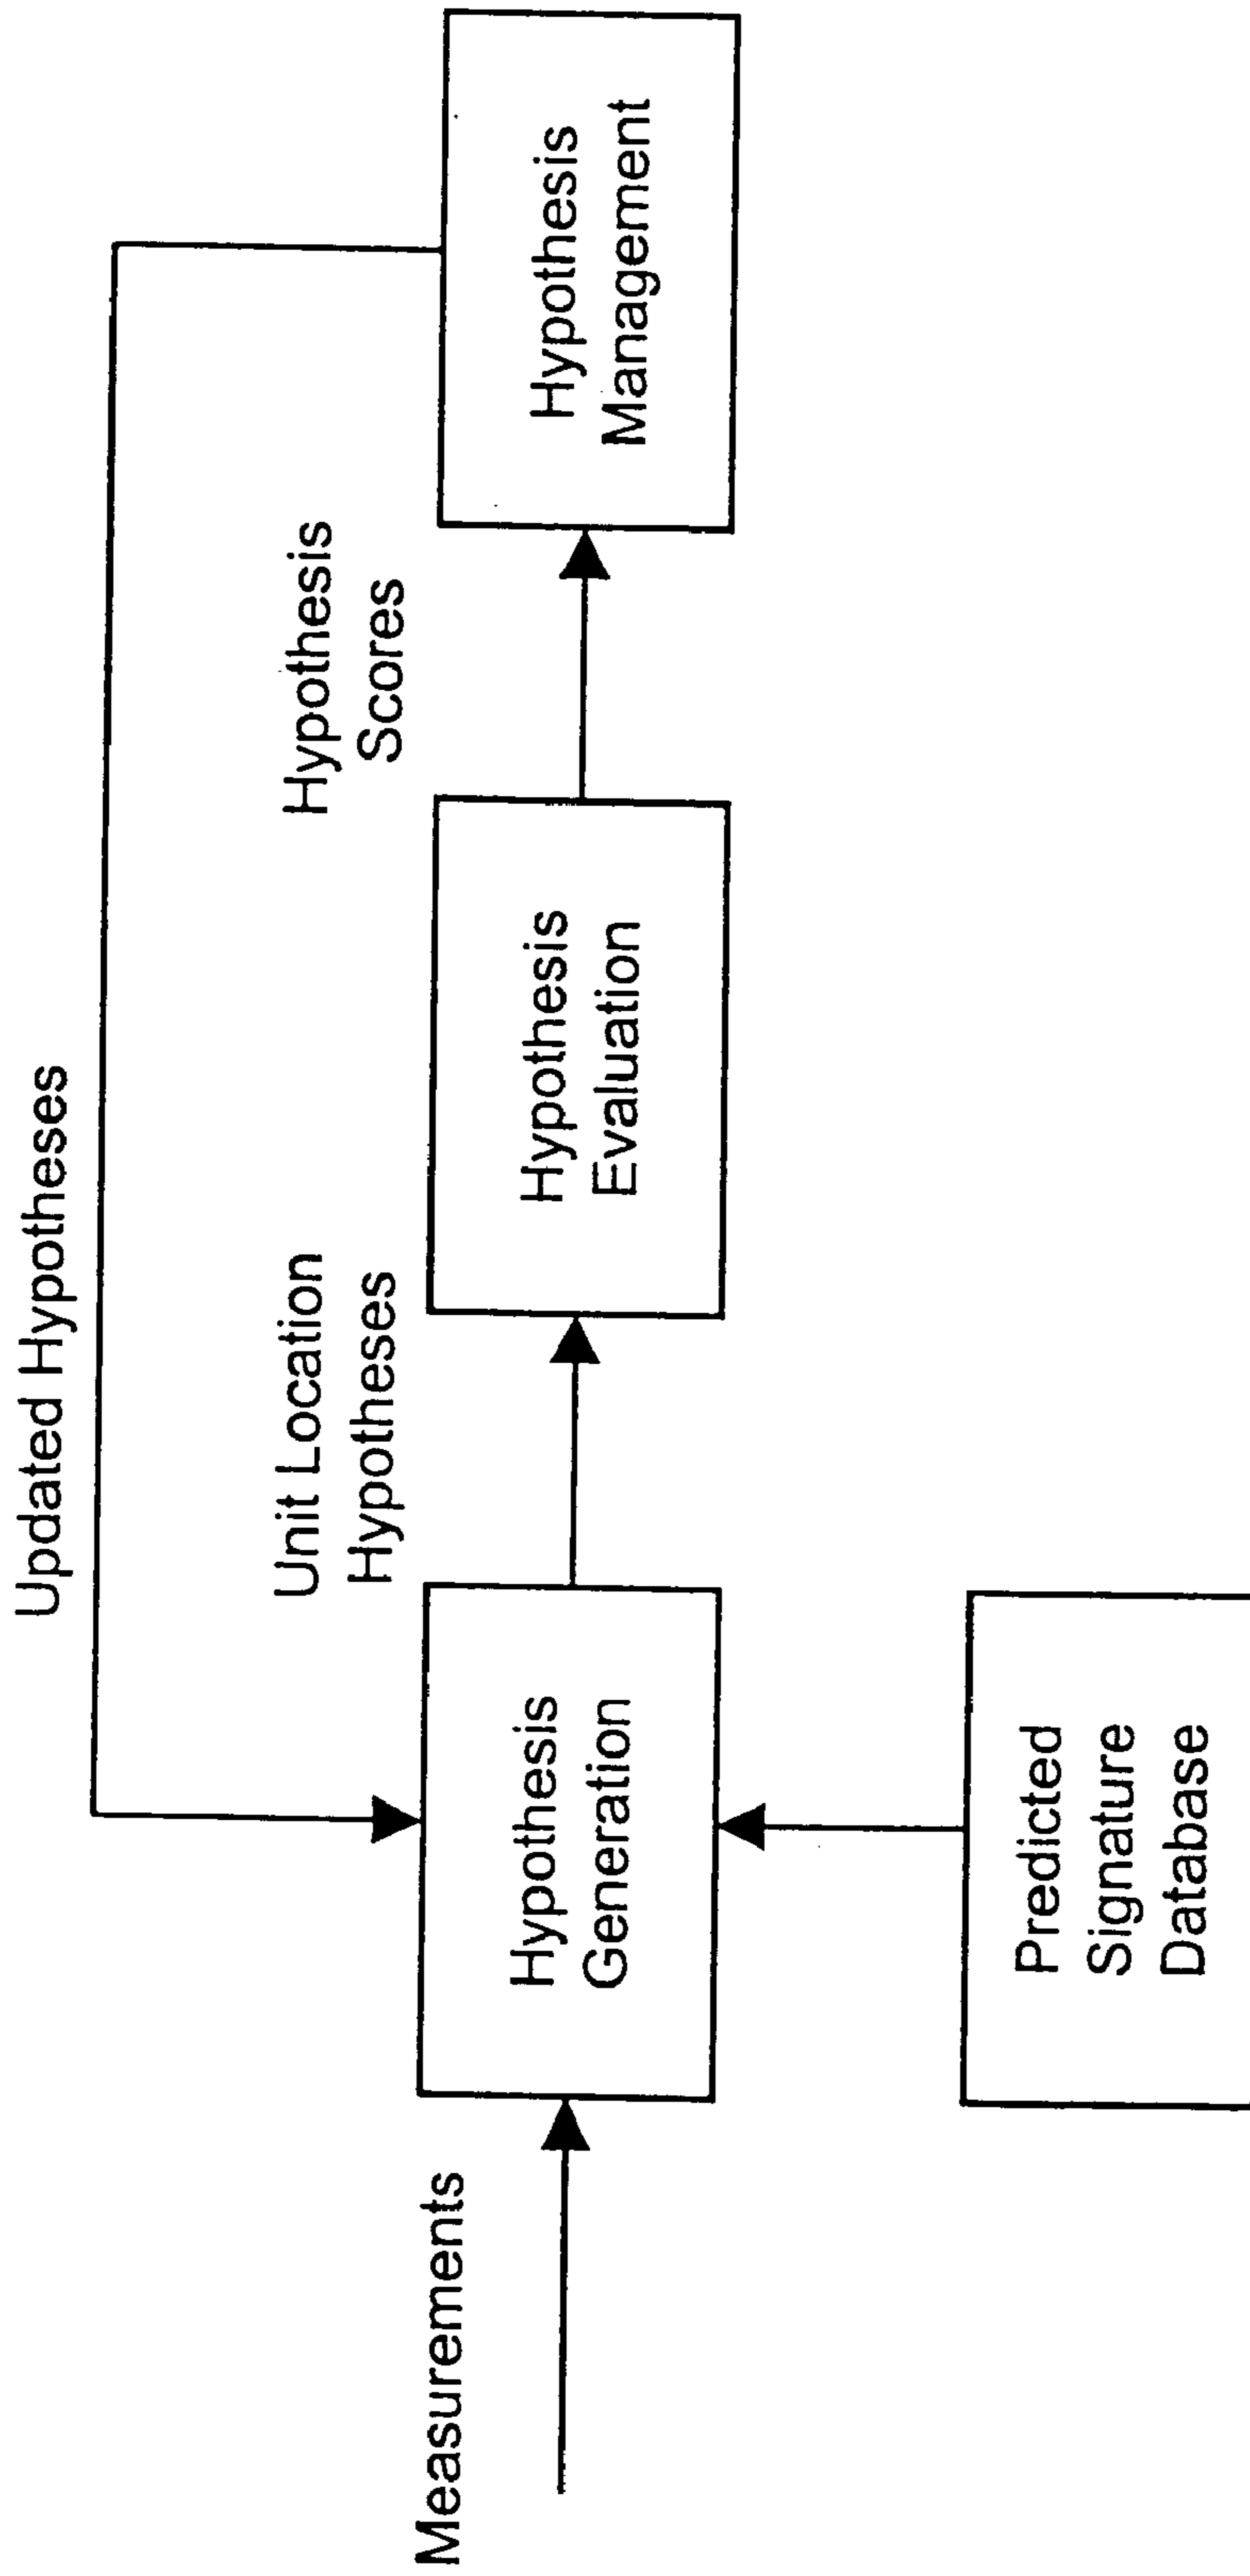 Updated Hypotheses
Unit Location
Hypotheses
Hypothesis
Scores
Measurements
Hypothesis
Generation
Hypothesis
Evaluation
Hypothesis
Management
Predicted
Signature
Database